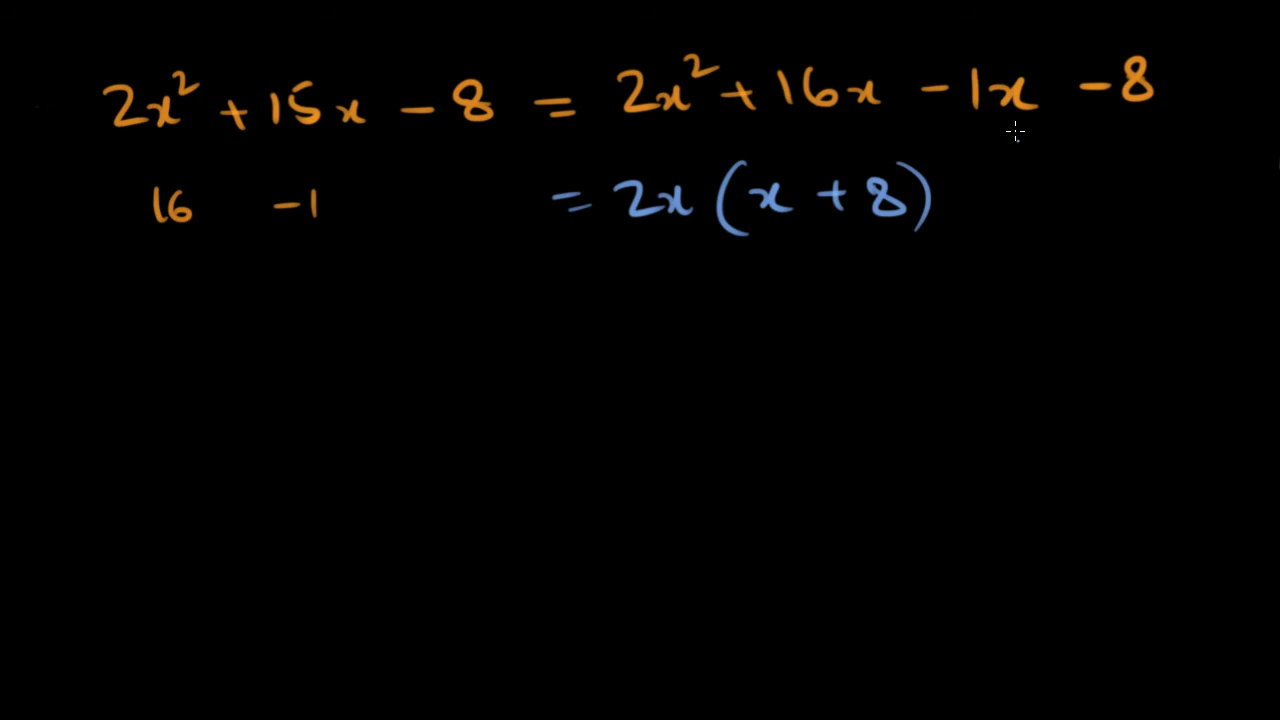 2x² + 15x - 8 = 2x² + 16x - 1x - 8
16 -1 = 2x (x + 8)